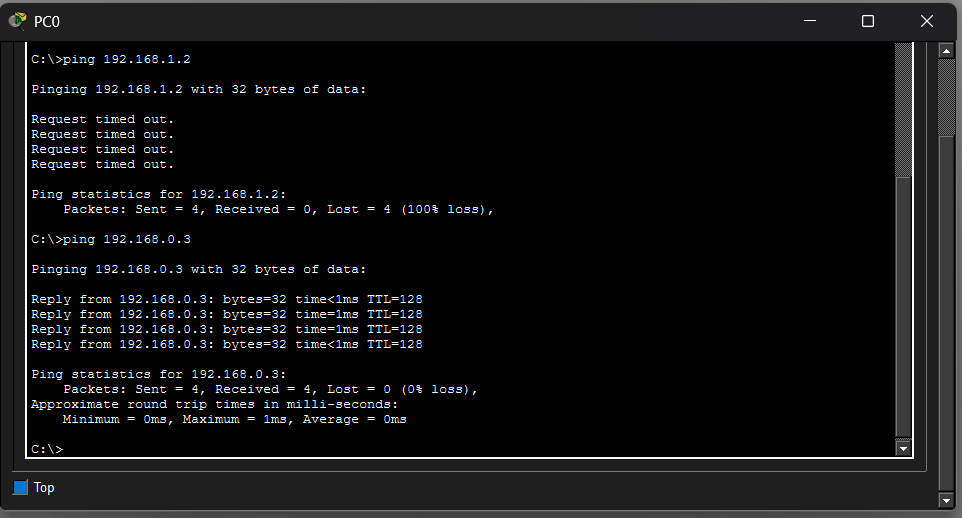 PC0
C:\>ping 192.168.1.2
Pinging 192.168.1.2 with 32 bytes of data:
Request timed out.
Request timed out.
Request timed out.
Request timed out.
Ping statistics for 192.168.1.2:
Packets: Sent = 4, Received = 0, Lost = 4 (100% loss),
C:\>ping 192.168.0.3
Pinging 192.168.0.3 with 32 bytes of data:
Reply from 192.168.0.3: bytes=32 time<1ms TTL=128
Reply from 192.168.0.3: bytes=32 time=1ms TTL=128
Reply from 192.168.0.3: bytes=32 time=1ms TTL=128
Reply from 192.168.0.3: bytes=32 time<1ms TTL=128
Ping statistics for 192.168.0.3:
Packets: Sent = 4, Received = 4, Lost = 0 (0% loss),
Approximate round trip times in milli-seconds:
Minimum = 0ms, Maximum = 1ms, Average = 0ms
C:\>
Top